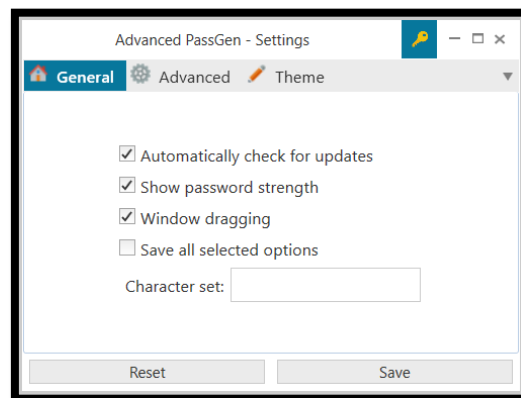 Advanced PassGen - Settings
General Advanced Theme
Automatically check for updates
Show password strength
Window dragging
Save all selected options
Character set:
Reset Save